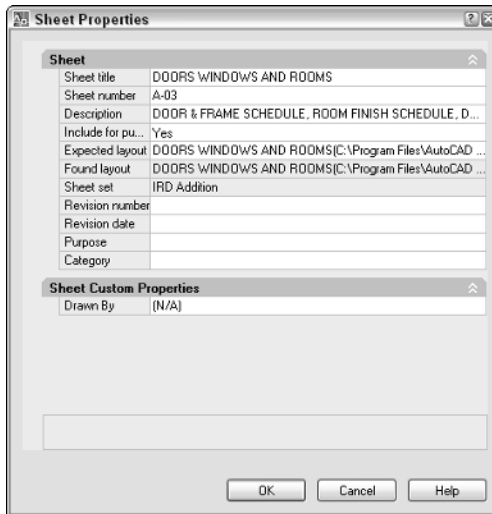 Sheet Properties
Sheet
Sheet title DOORS WINDOWS AND ROOMS
Sheet number A-03
Description DOOR & FRAME SCHEDULE, ROOM FINISH SCHEDULE, D...
Include for pu... Yes
Expected layout DOORS WINDOWS AND ROOMS(C:\Program Files\AutoCAD ...
Found layout DOORS WINDOWS AND ROOMS(C:\Program Files\AutoCAD ...
Sheet set IRD Addition
Revision number
Revision date
Purpose
Category
Sheet Custom Properties
Drawn By (N/A)
OK Cancel Help